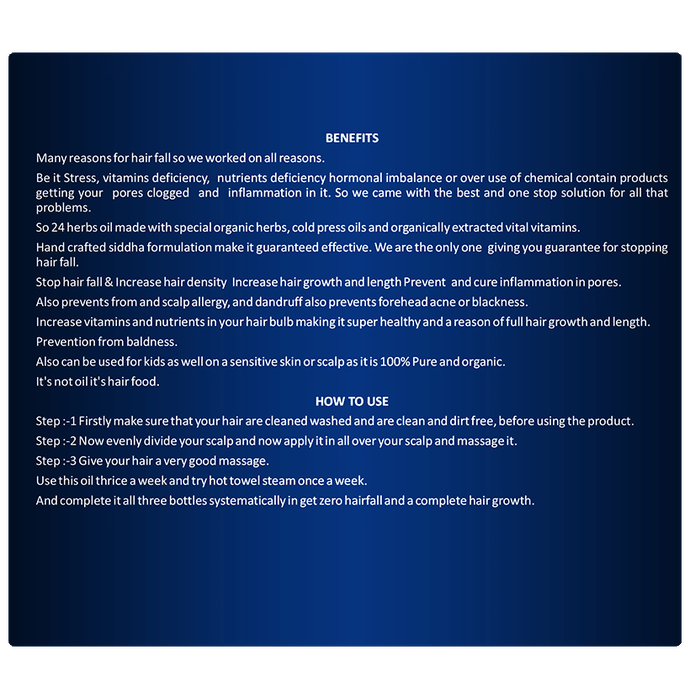 BENEFITS
Many reasons for hair fall so we worked on all reasons.
Be it Stress, vitamins deficiency, nutrients deficiency hormonal imbalance or over use of chemical contain products
getting your pores clogged and inflammation in it. So we came with the best and one stop solution for all that
problems.
So 24 herbs oil made with special organic herbs, cold press oils and organically extracted vital vitamins.
Hand crafted siddha formulation make it guaranteed effective. We are the only one giving you guarantee for stopping
hair fall.
Stop hair fall & Increase hair density Increase hair growth and length Prevent and cure inflammation in pores.
Also prevents from and scalp allergy, and dandruff also prevents forehead acne or blackness.
Increase vitamins and nutrients in your hair bulb making it super healthy and a reason of full hair growth and length.
Prevention from baldness.
Also can be used for kids as well on a sensitive skin or scalp as it is 100% Pure and organic.
It's not oil it's hair food.
HOW TO USE
Step :-1 Firstly make sure that your hair are cleaned washed and are clean and dirt free, before using the product.
Step :-2 Now evenly divide your scalp and now apply it in all over your scalp and massage it.
Step :-3 Give your hair a very good massage.
Use this oil thrice a week and try hot towel steam once a week.
And complete it all three bottles systematically in get zero hairfall and a complete hair growth.